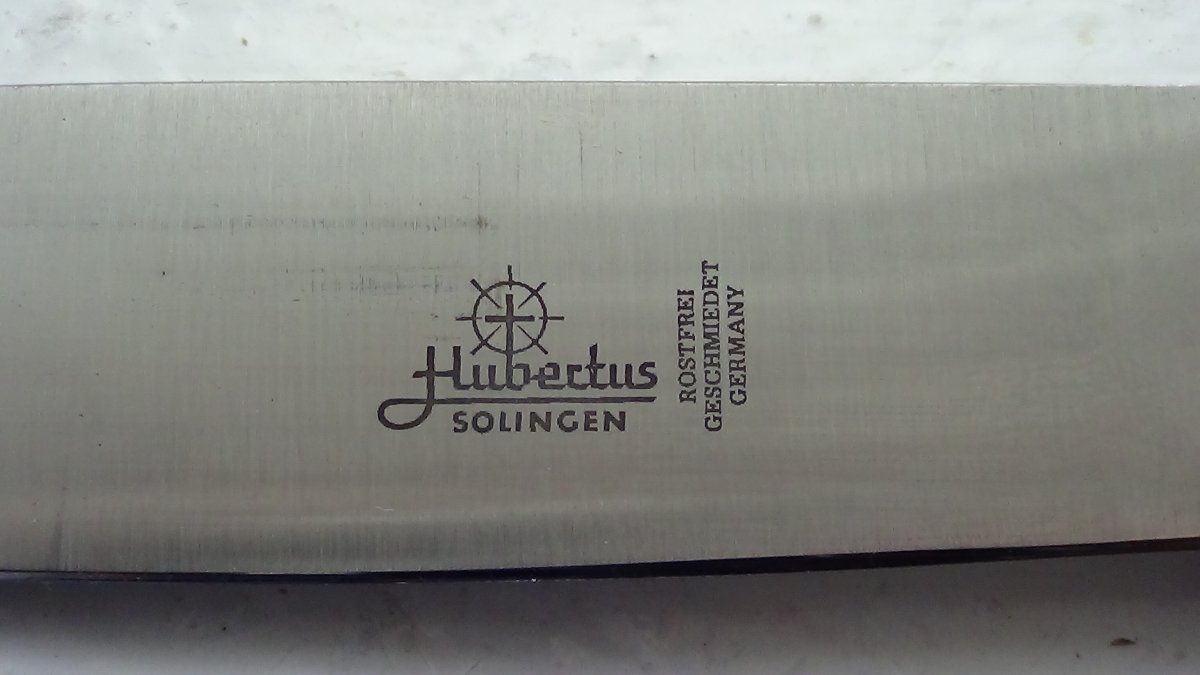 Hubertus
SOLINGEN
ROSTFREI
GESCHMIEDET
GERMANY